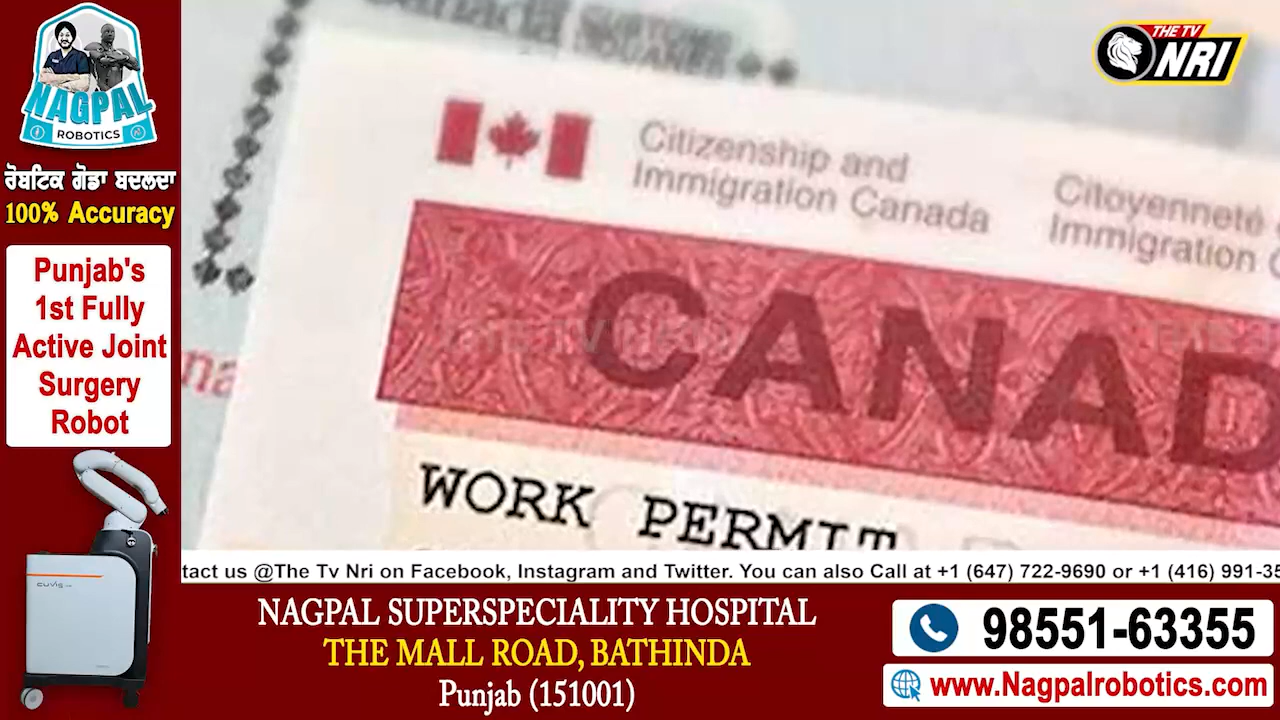 NAGPAL
ROBOTICS
ਰੋਬਟਿਕ ਗੋਡਾ ਬਦਲਦਾ
100% Accuracy
Punjab's
1st Fully
Active Joint
Surgery
Robot
cuvis
THE TV
NRI
Canada
Citizenship and
Immigration Canada
Citoyenneté
Immigration C
CANAD
WORK PERMIT
tact us @The Tv Nri on Facebook, Instagram and Twitter. You can also Call at +1 (647) 722-9690 or +1 (416) 991-35
NAGPAL SUPERSPECIALITY HOSPITAL
THE MALL ROAD, BATHINDA
Punjab (151001)
98551-63355
www.Nagpalrobotics.com